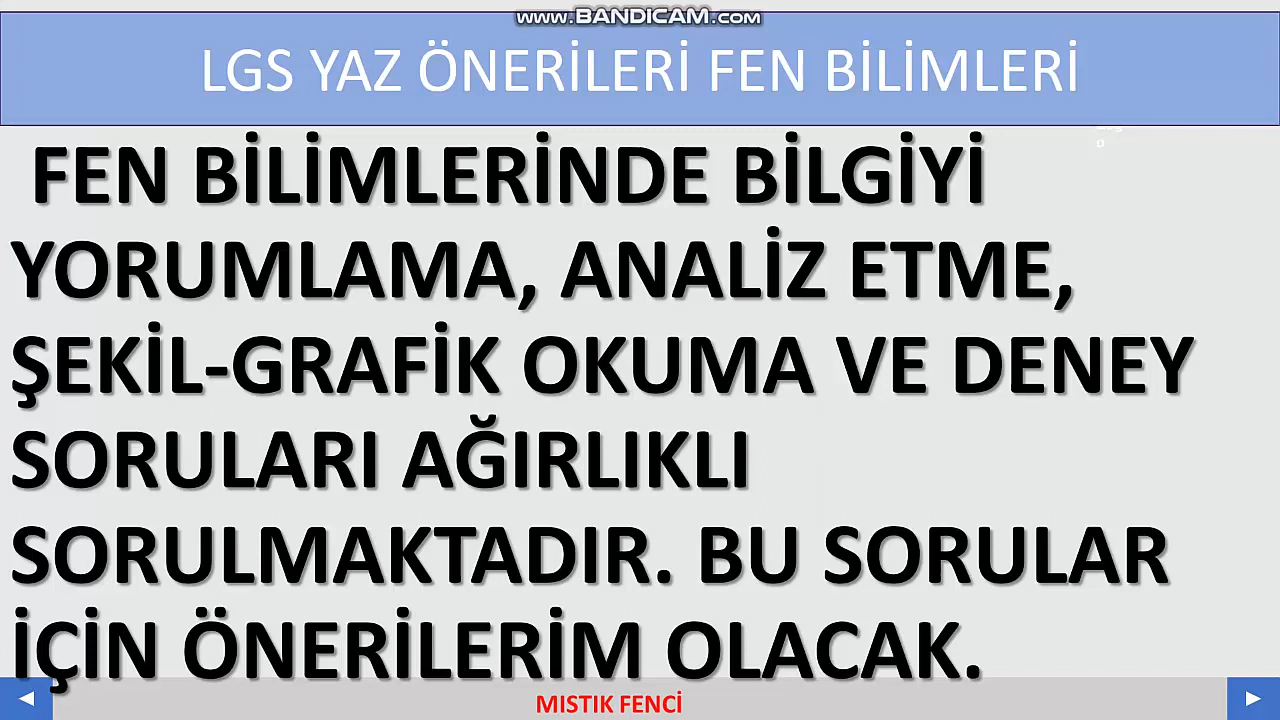 www.BANDICAM.com
LGS YAZ ÖNERİLERİ FEN BİLİMLERİ
FEN BİLİMLERİNDE BİLGİYİ
YORUMLAMA, ANALİZ ETME,
ŞEKİL-GRAFİK OKUMA VE DENEY
SORULARI AĞIRLIKLI
SORULMAKTADIR. BU SORULAR
İÇİN ÖNERİLERİM OLACAK.
MISTIK FENCİ